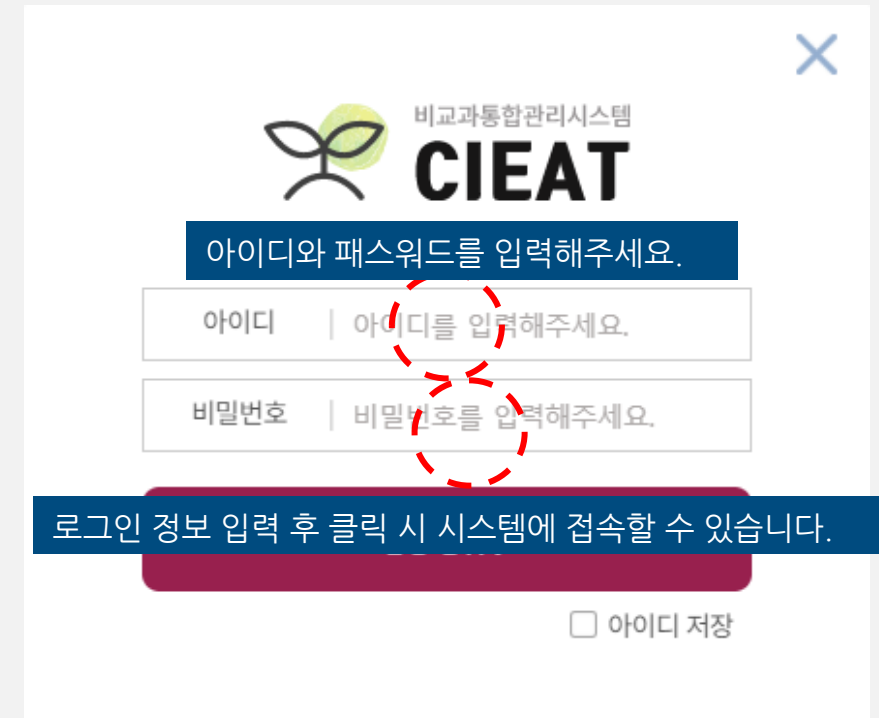 비교과통합관리시스템
CIEAT
아이디와 패스워드를 입력해주세요.
아이디 | 아이디를 입력해주세요.
비밀번호 | 비밀번호를 입력해주세요.
로그인 정보 입력 후 클릭 시 시스템에 접속할 수 있습니다.
아이디 저장